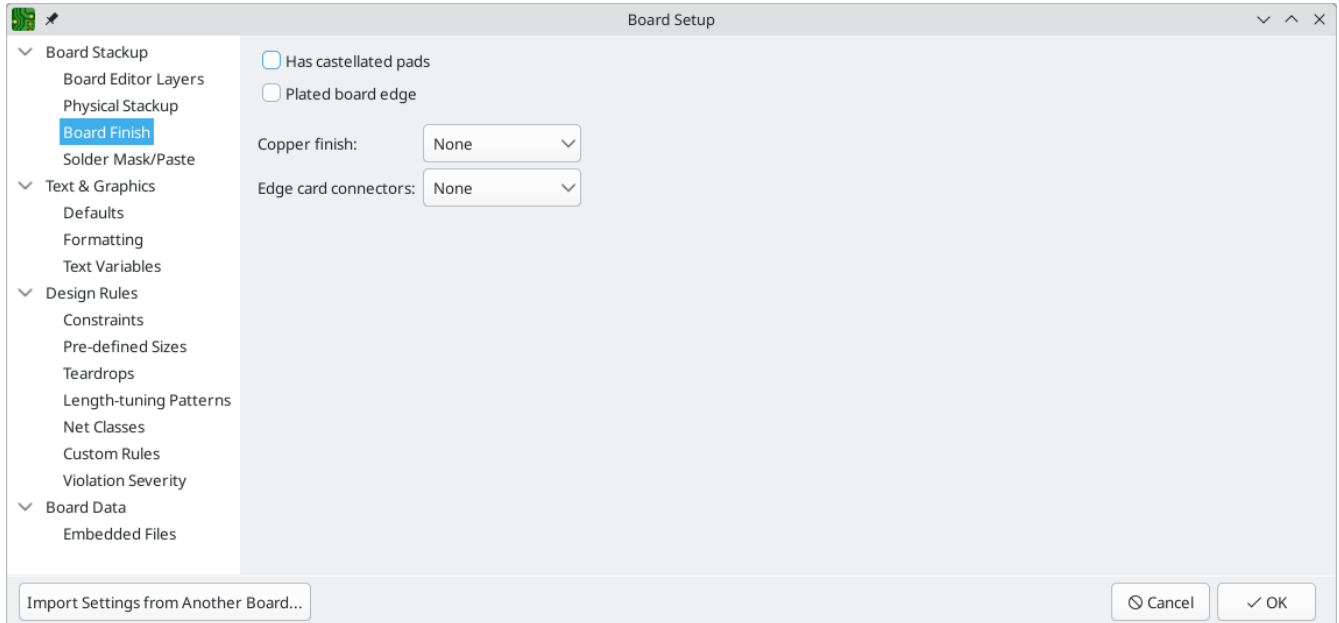 Board Setup
Board Stackup
Board Editor Layers
Physical Stackup
Board Finish
Solder Mask/Paste
Text & Graphics
Defaults
Formatting
Text Variables
Design Rules
Constraints
Pre-defined Sizes
Teardrops
Length-tuning Patterns
Net Classes
Custom Rules
Violation Severity
Board Data
Embedded Files
Has castellated pads
Plated board edge
Copper finish: None
Edge card connectors: None
Import Settings from Another Board...
Cancel
OK